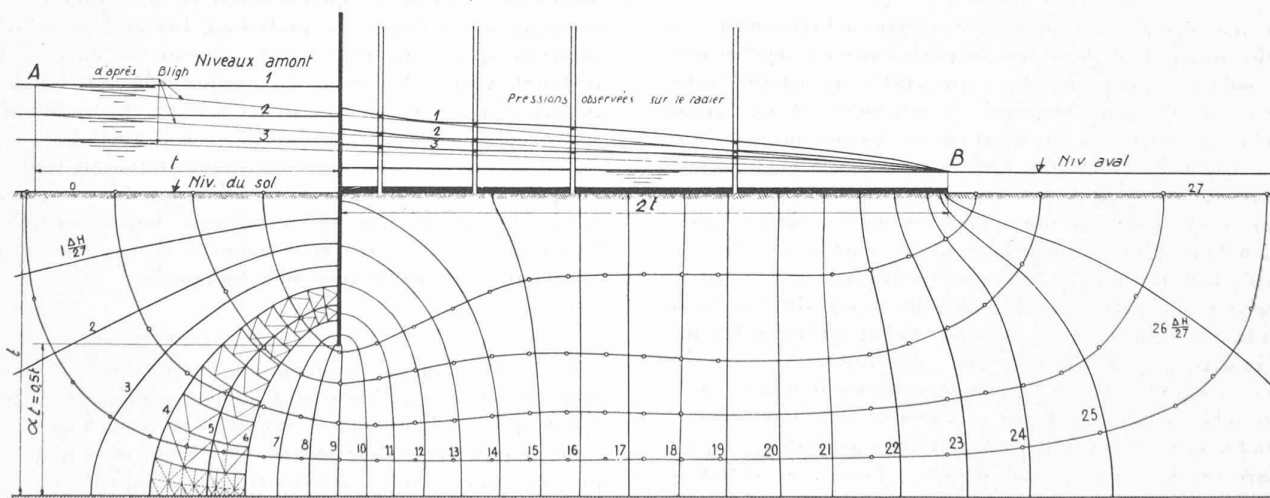 A
Niveaux amont
d'après Bligh
1
2
3
Pressions observées sur le radier
1
2
3
B
Niv aval
t
0
Niv. du sol
2t
27
1 ΔH/27
2
3
4
5
6
7
8
9
10
11
12
13
14
15
16
17
18
19
20
21
22
23
24
25
26 ΔH/27
t
αt=0,5t